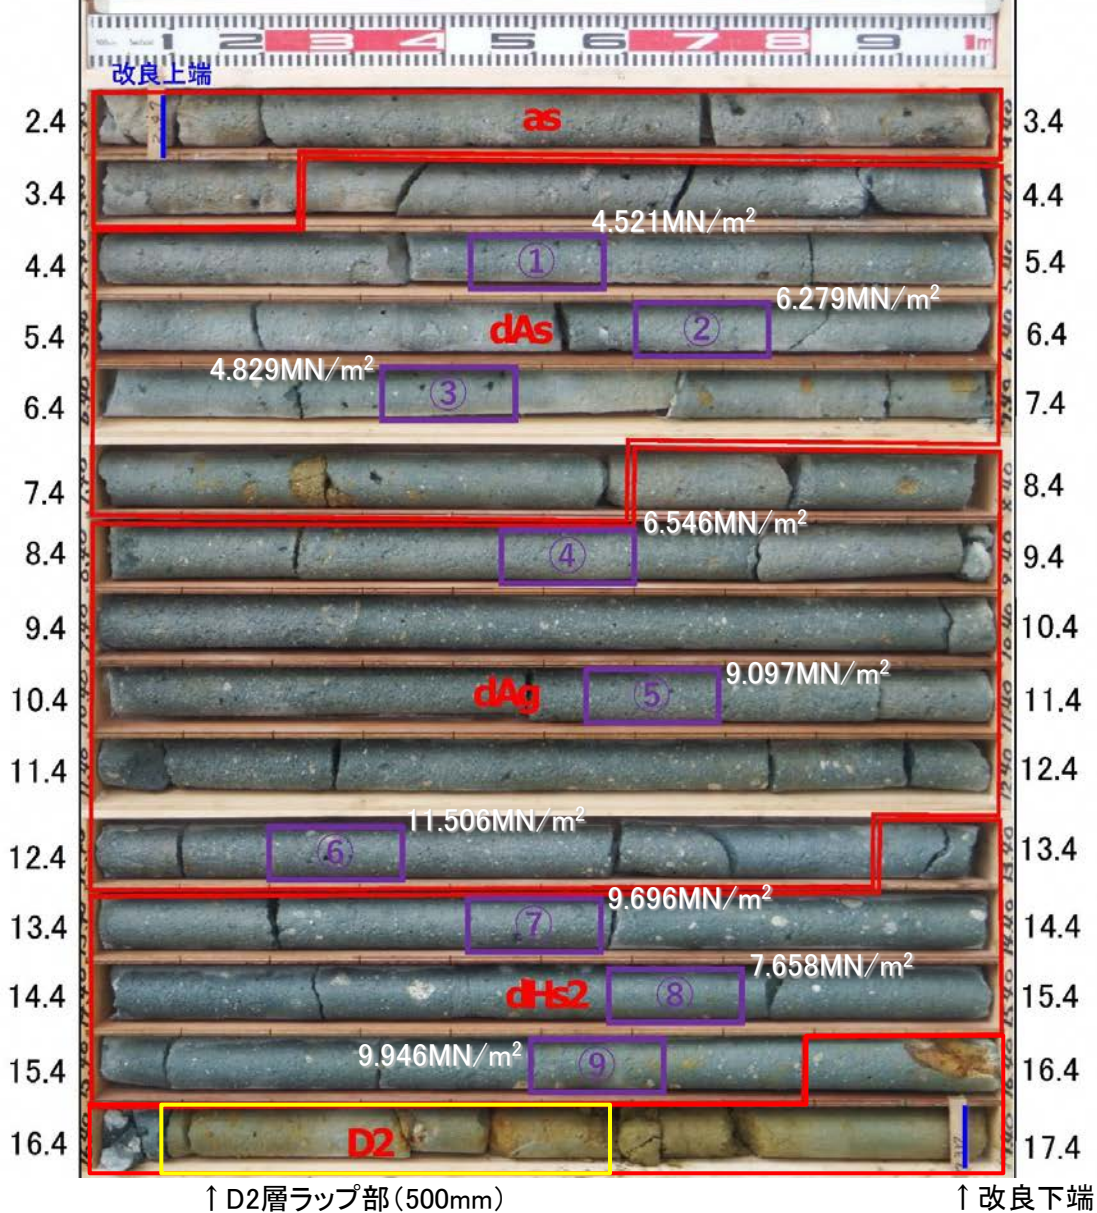 1 2 3 4 5 6 7 8 9 1m
改良上端
2.4 as 3.4
3.4 4.4
4.521MN/m²
4.4 ① 5.4
6.279MN/m²
5.4 dAs ② 6.4
4.829MN/m²
6.4 ③ 7.4
7.4 8.4
6.546MN/m²
8.4 ④ 9.4
9.4 10.4
9.097MN/m²
10.4 dAg ⑤ 11.4
11.4 12.4
11.506MN/m²
12.4 ⑥ 13.4
9.696MN/m²
13.4 ⑦ 14.4
7.658MN/m²
14.4 dHs2 ⑧ 15.4
9.946MN/m²
15.4 ⑨ 16.4
16.4 D2 17.4
↑D2層ラップ部(500mm) ↑改良下端